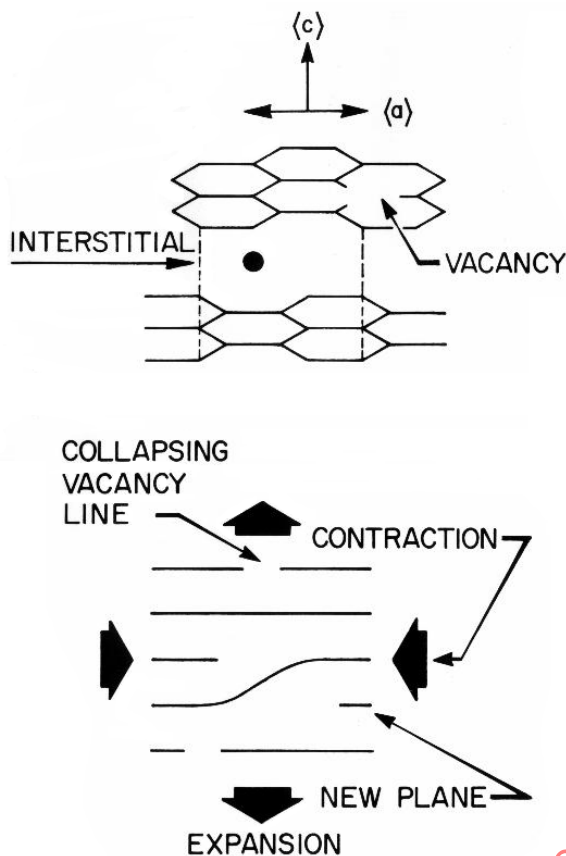 ⟨c⟩
⟨a⟩
INTERSTITIAL
VACANCY
COLLAPSING
VACANCY
LINE
CONTRACTION
NEW PLANE
EXPANSION